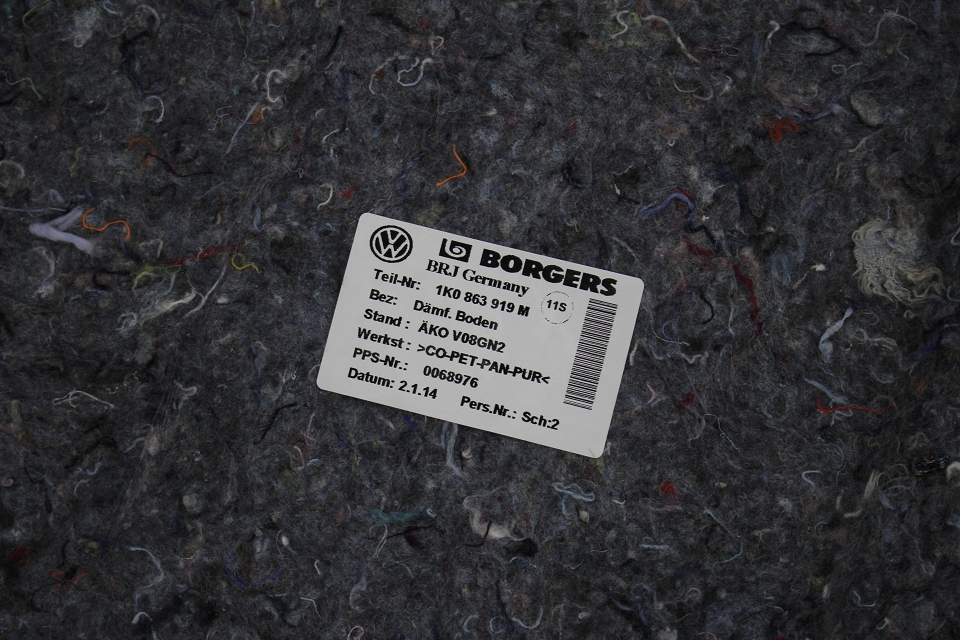 BORGERS
BRJ Germany
Teil-Nr: 1K0 863 919 M
11S
Bez: Dämf. Boden
Stand : ÄKO V08GN2
Werkst : >CO-PET-PAN-PUR<
PPS-Nr.: 0068976
Datum: 2.1.14 Pers.Nr.: Sch:2